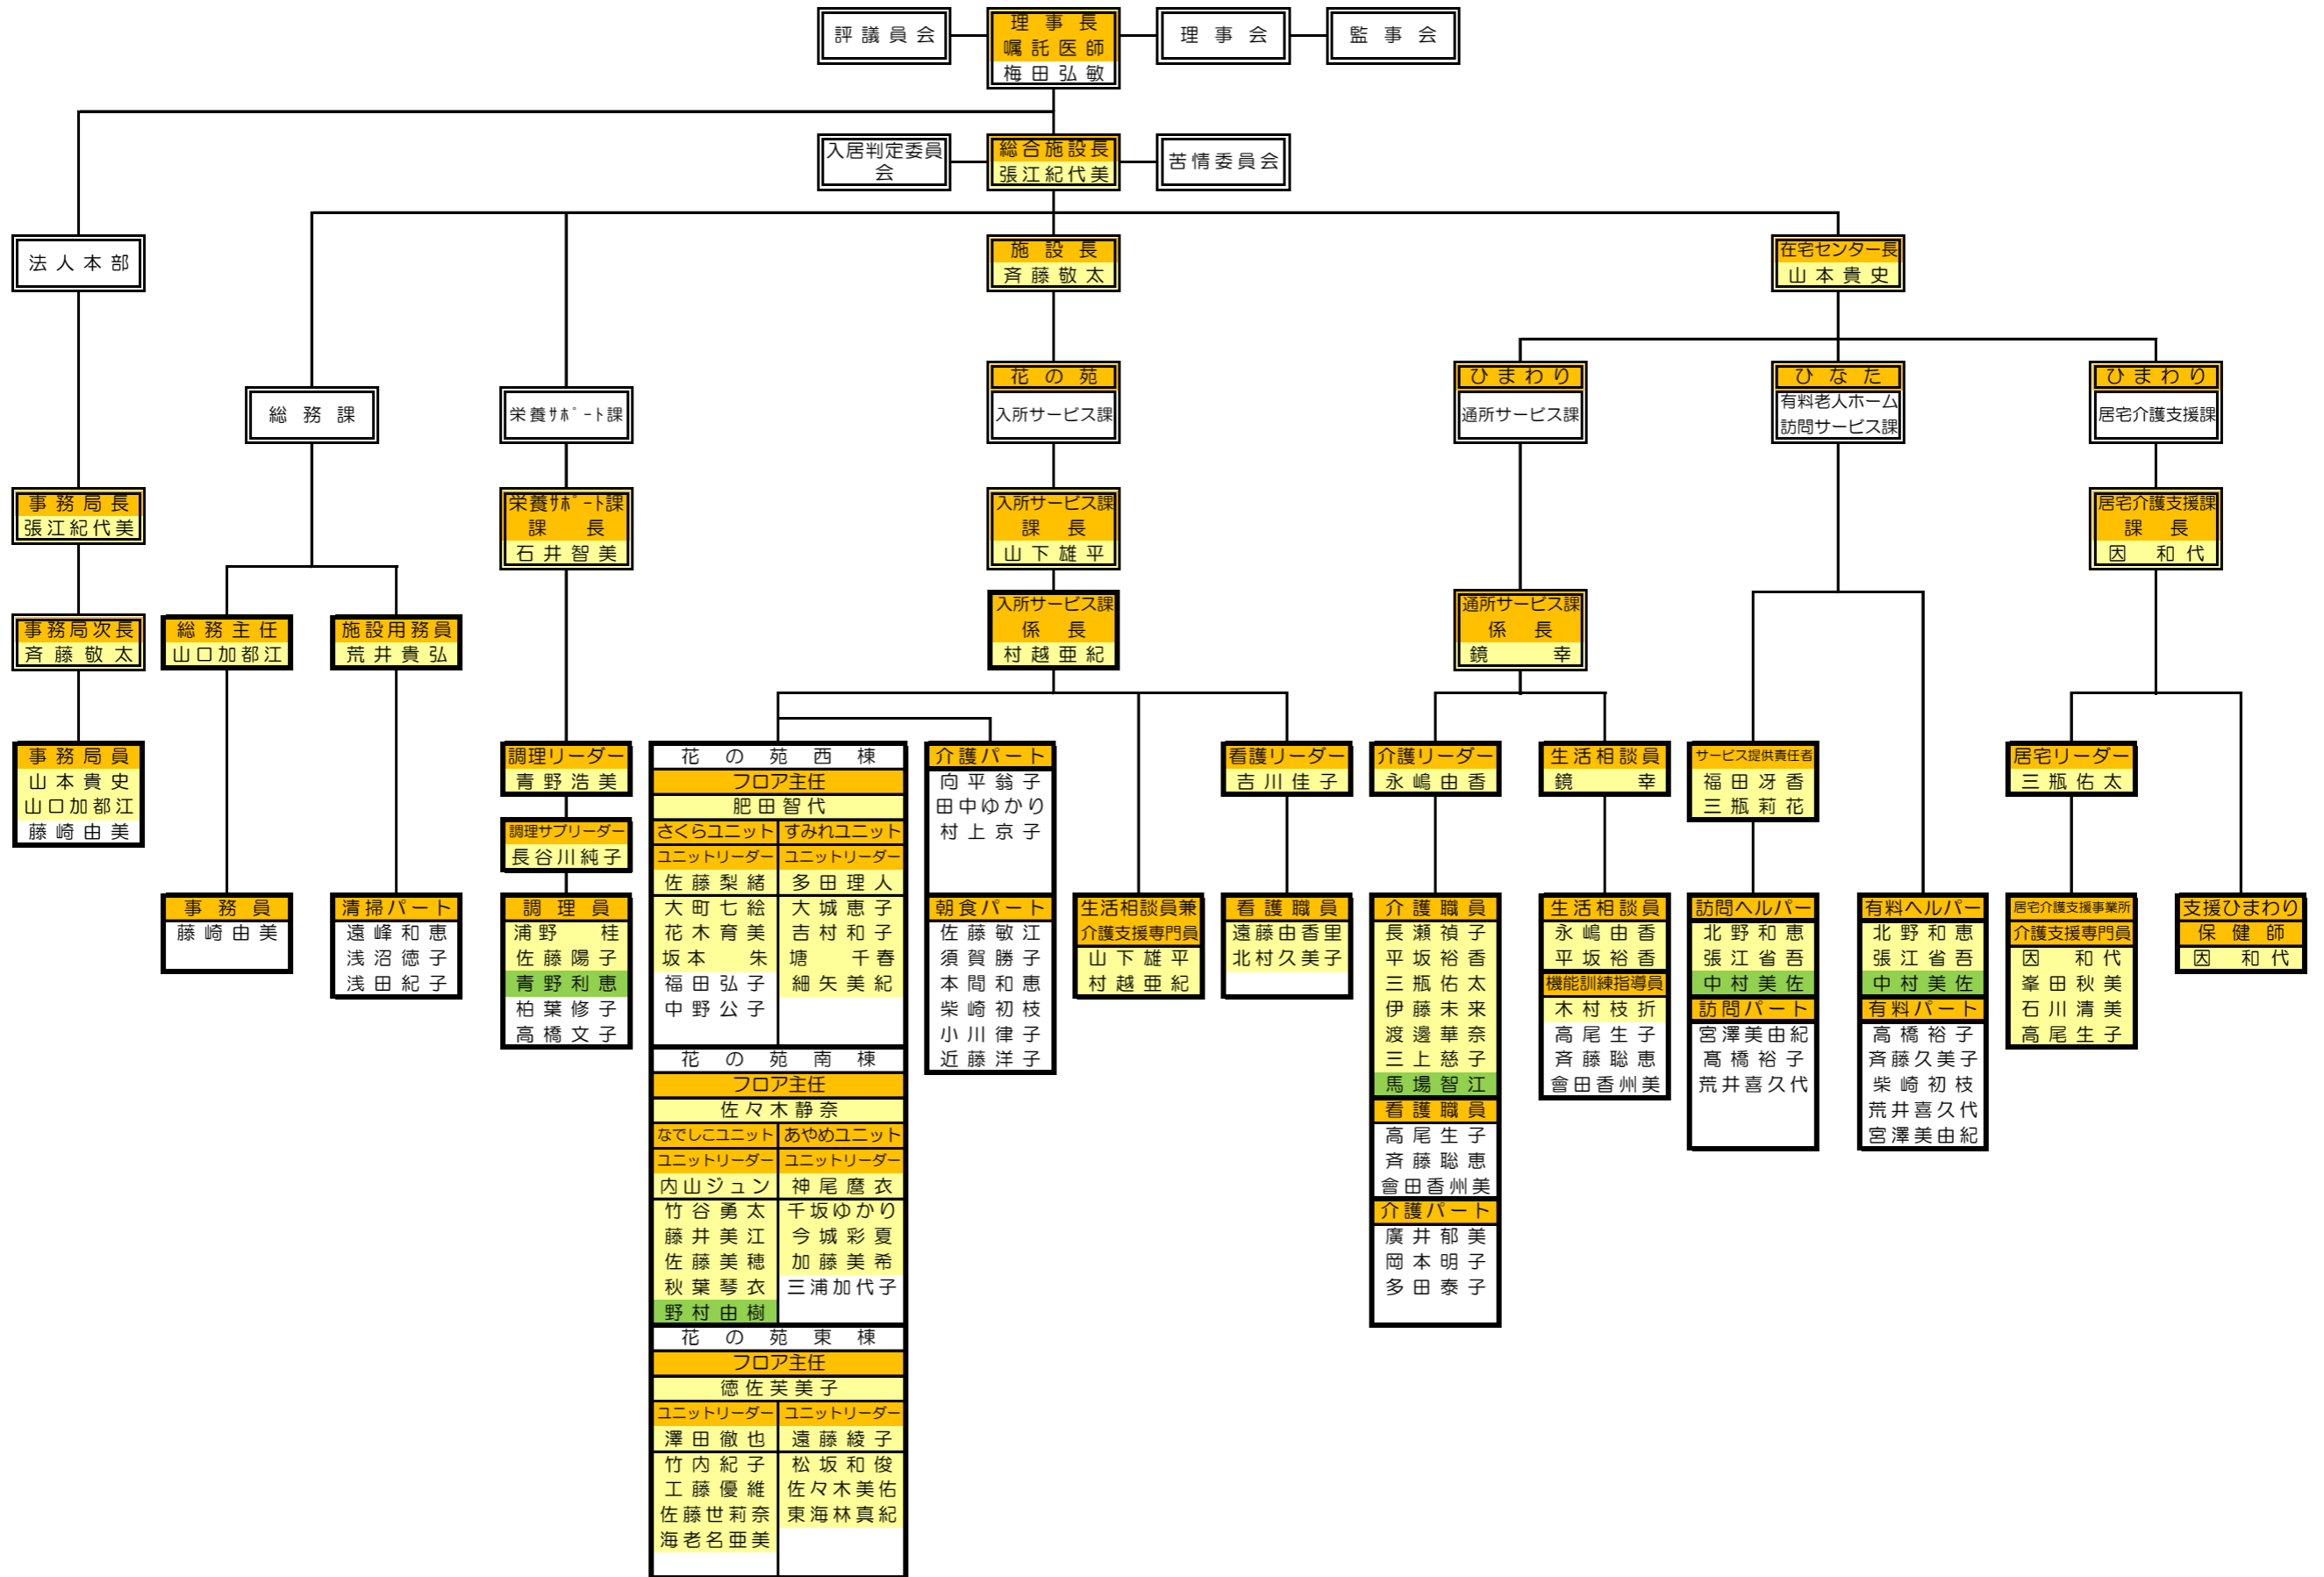 評議員会
理事長
嘱託医師
梅田弘敏
理事会
監事会
入居判定委員
会
総合施設長
張江紀代美
苦情委員会
法人本部
施設長
斉藤敬太
在宅センター長
山本貴史
総務課
栄養ｻﾎﾟｰﾄ課
花の苑
入所サービス課
ひまわり
通所サービス課
ひなた
有料老人ホーム
訪問サービス課
ひまわり
居宅介護支援課
事務局長
張江紀代美
栄養ｻﾎﾟｰﾄ課
課長
石井智美
入所サービス課
課長
山下雄平
居宅介護支援課
課長
因 和代
事務局次長
斉藤敬太
総務主任
山口加都江
施設用務員
荒井貴弘
入所サービス課
係長
村越亜紀
通所サービス課
係長
鏡 幸
事務局員
山本貴史
山口加都江
藤崎由美
事務員
藤崎由美
清掃パート
遠峰和恵
浅沼徳子
浅田紀子
調理リーダー
青野浩美
調理サブリーダー
長谷川純子
調理員
浦野 桂
佐藤陽子
青野利恵
柏葉修子
高橋文子
花の苑西棟
フロア主任
肥田智代
さくらユニット すみれユニット
ユニットリーダー ユニットリーダー
佐藤梨緒 多田理人
大町七絵 大城恵子
花木育美 吉村和子
坂本 朱 塘 千春
福田弘子 細矢美紀
中野公子
花の苑南棟
フロア主任
佐々木静奈
なでしこユニット あやめユニット
ユニットリーダー ユニットリーダー
内山ジュン 神尾麿衣
竹谷勇太 千坂ゆかり
藤井美江 今城彩夏
佐藤美穂 加藤美希
秋葉琴衣 三浦加代子
野村由樹
花の苑東棟
フロア主任
徳佐芙美子
ユニットリーダー ユニットリーダー
澤田徹也 遠藤綾子
竹内紀子 松坂和俊
工藤優維 佐々木美佑
佐藤世莉奈 東海林真紀
海老名亜美
介護パート
向平翁子
田中ゆかり
村上京子
朝食パート
佐藤敏江
須賀勝子
本間和恵
柴崎初枝
小川律子
近藤洋子
生活相談員兼
介護支援専門員
山下雄平
村越亜紀
看護リーダー
吉川佳子
看護職員
遠藤由香里
北村久美子
介護リーダー
永嶋由香
介護職員
長瀬禎子
平坂裕香
三瓶佑太
伊藤未来
渡邊華奈
三上慈子
馬場智江
看護職員
高尾生子
斉藤聡恵
會田香州美
介護パート
廣井郁美
岡本明子
多田泰子
生活相談員
鏡 幸
生活相談員
永嶋由香
平坂裕香
機能訓練指導員
木村枝折
高尾生子
斉藤聡恵
會田香州美
サービス提供責任者
福田冴香
三瓶莉花
訪問ヘルパー
北野和恵
張江省吾
中村美佐
訪問パート
宮澤美由紀
髙橋裕子
荒井喜久代
有料ヘルパー
北野和恵
張江省吾
中村美佐
有料パート
高橋裕子
斉藤久美子
柴崎初枝
荒井喜久代
宮澤美由紀
居宅リーダー
三瓶佑太
居宅介護支援事業所
介護支援専門員
因 和代
峯田秋美
石川清美
高尾生子
支援ひまわり
保健師
因 和代